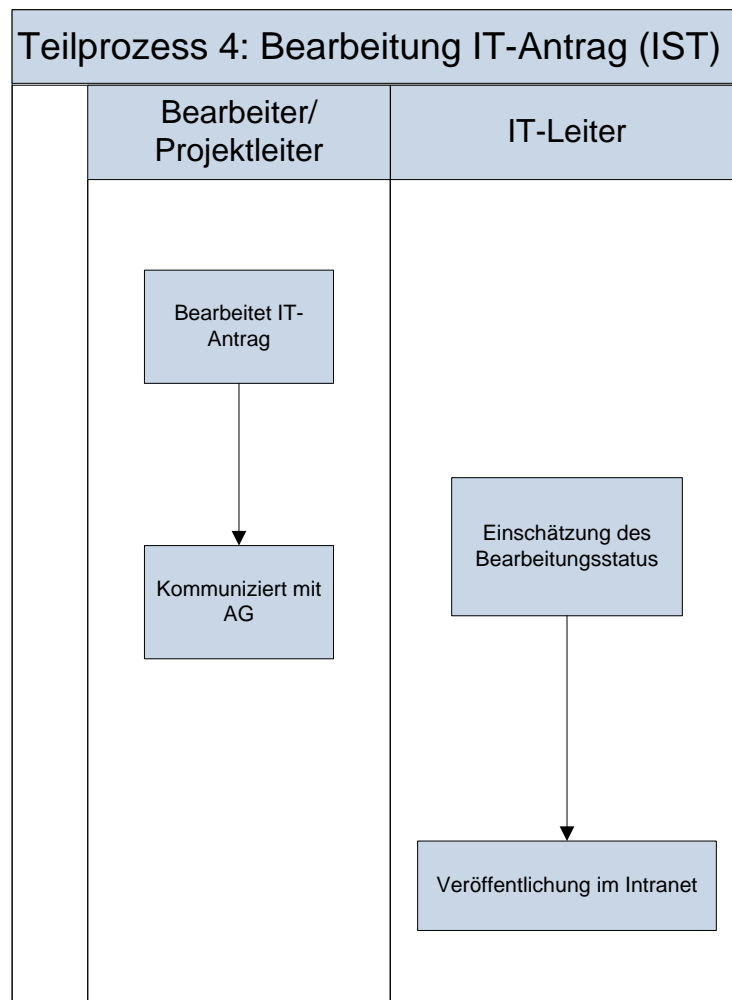 Teilprozess 4: Bearbeitung IT-Antrag (IST)
Bearbeiter/
Projektleiter
IT-Leiter
Bearbeitet IT-
Antrag
Einschätzung des
Bearbeitungsstatus
Kommuniziert mit
AG
Veröffentlichung im Intranet